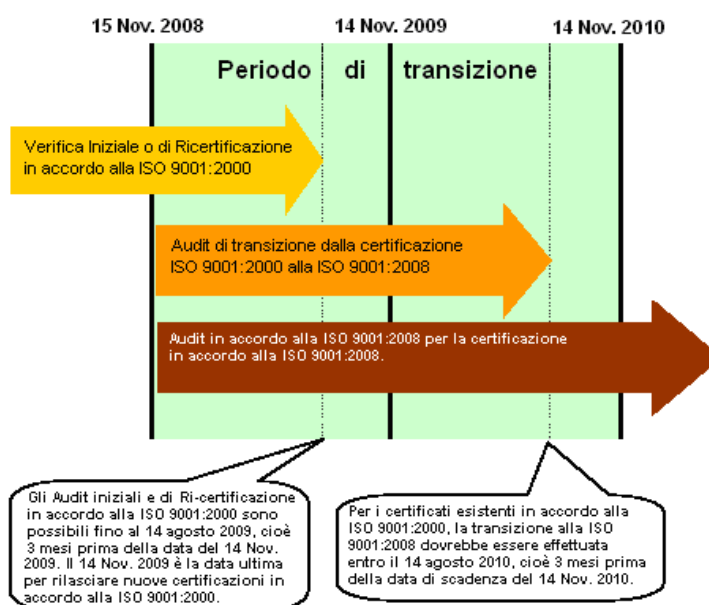 15 Nov. 2008 14 Nov. 2009 14 Nov. 2010
Periodo di transizione
Verifica Iniziale o di Ricertificazione
in accordo alla ISO 9001:2000
Audit di transizione dalla certificazione
ISO 9001:2000 alla ISO 9001:2008
Audit in accordo alla ISO 9001:2008 per la certificazione
in accordo alla ISO 9001:2008.
Gli Audit iniziali e di Ri-certificazione
in accordo alla ISO 9001:2000 sono
possibili fino al 14 agosto 2009, cioè
3 mesi prima della data del 14 Nov.
2009. Il 14 Nov. 2009 è la data ultima
per rilasciare nuove certificazioni in
accordo alla ISO 9001:2000.
Per i certificati esistenti in accordo alla
ISO 9001:2000, la transizione alla ISO
9001:2008 dovrebbe essere effettuata
entro il 14 agosto 2010, cioè 3 mesi prima
della data di scadenza del 14 Nov. 2010.